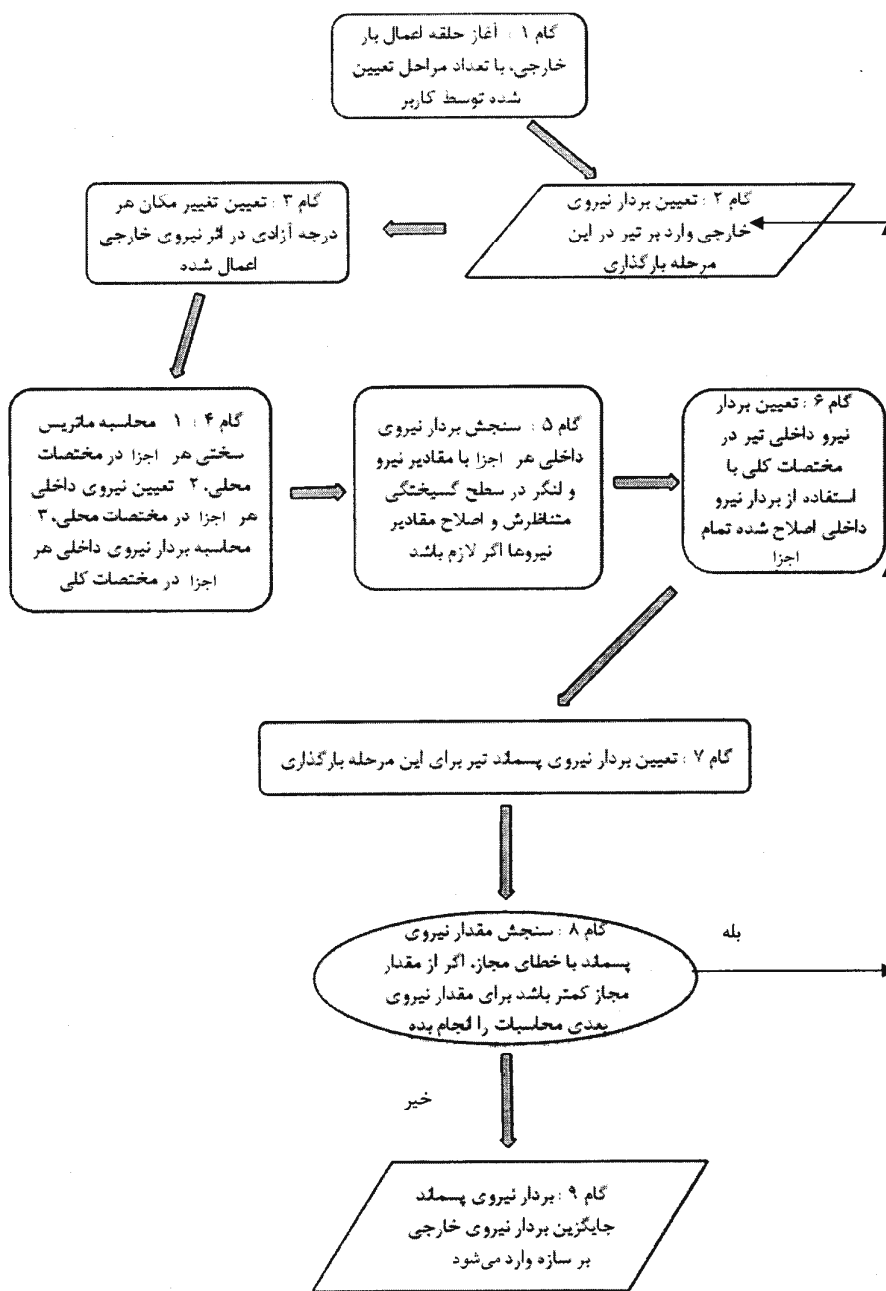 گام ۱ : آغاز حلقه اعمال بار
خارجی، با تعداد مراحل تعیین
شده توسط کاربر
گام ۲ : تعیین بردار نیروی
خارجی وارد بر تیر در این
مرحله بارگذاری
گام ۳ : تعیین تغییر مکان هر
درجه آزادی در اثر نیروی خارجی
اعمال شده
گام ۴ : ۱ محاسبه ماتریس
سختی هر اجزا در مختصات
محلی، ۲ تعیین نیروی داخلی
هر اجزا در مختصات محلی، ۳
محاسبه بردار نیروی داخلی هر
اجزا در مختصات کلی
گام ۵ : سنجش بردار نیروی
داخلی هر اجزا با مقادیر نیرو
و لنگر در سطح گسیختگی
متناظرش و اصلاح مقادیر
نیروها اگر لازم باشد
گام ۶ : تعیین بردار
نیرو داخلی تیر در
مختصات کلی با
استفاده از بردار نیرو
داخلی اصلاح شده تمام
اجزا
گام ۷ : تعیین بردار نیروی پسماند تیر برای این مرحله بارگذاری
گام ۸ : سنجش مقدار نیروی
پسماند با خطای مجاز، اگر از مقدار
مجاز کمتر باشد برای مقدار نیروی
بعدی محاسبات را انجام بده
بله
خیر
گام ۹ : بردار نیروی پسماند
جایگزین بردار نیروی خارجی
بر سازه وارد می‌شود